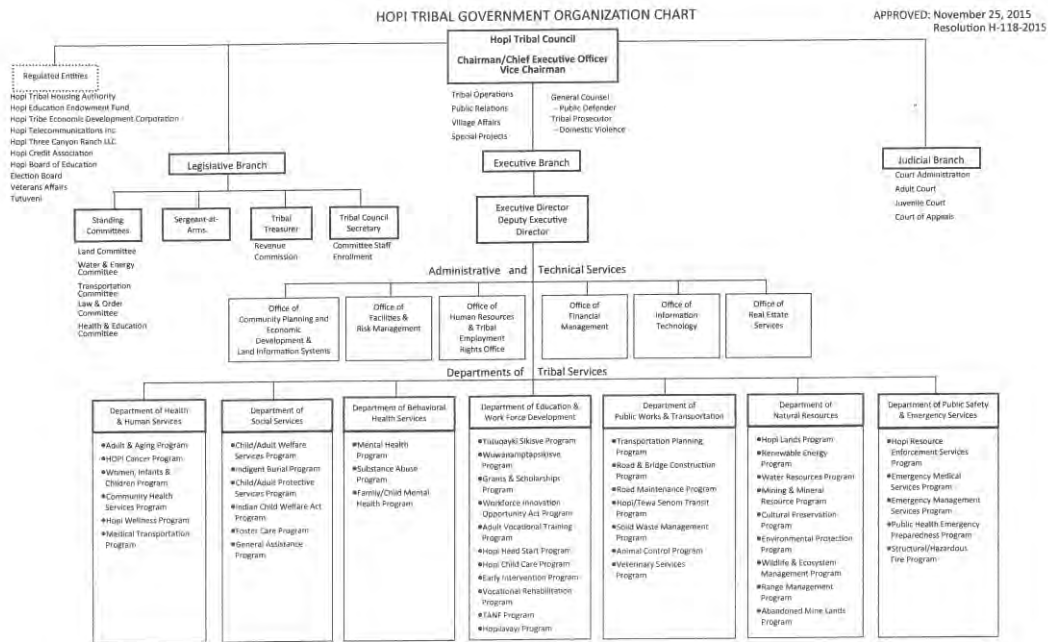 HOPI TRIBAL GOVERNMENT ORGANIZATION CHART
APPROVED: November 25, 2015
Resolution H-118-2015
Hopi Tribal Council
Chairman/Chief Executive Officer
Vice Chairman
Regulated Entities
Hopi Tribal Housing Authority
Hopi Education Endowment Fund
Hopi Tribe Economic Development Corporation
Hopi Telecommunications Inc
Hopi Three Canyon Ranch LLC
Hopi Credit Association
Hopi Board of Education
Election Board
Veterans Affairs
Tutuveni
Tribal Operations
Public Relations
Village Affairs
Special Projects
General Counsel
– Public Defender
Tribal Prosecutor
– Domestic Violence
Legislative Branch
Executive Branch
Judicial Branch
Court Administration
Adult Court
Juvenile Court
Court of Appeals
Standing
Committees
Land Committee
Water & Energy
Committee
Transportation
Committee
Law & Order
Committee
Health & Education
Committee
Sergeant-at-
Arms.
Tribal
Treasurer
Revenue
Commission
Tribal Council
Secretary
Committee Staff
Enrollment
Executive Director
Deputy Executive
Director
Administrative and Technical Services
Office of
Community Planning and
Economic
Development &
Land Information Systems
Office of
Facilities &
Risk Management
Office of
Human Resources
& Tribal
Employment
Rights Office
Office of
Financial
Management
Office of
Information
Technology
Office of
Real Estate
Services
Departments of Tribal Services
Department of Health
& Human Services
•Adult & Aging Program
•HOPI Cancer Program
•Women, Infants &
Children Program
•Community Health
Services Program
•Hopi Wellness Program
•Medical Transportation
Program
Department of
Social Services
•Child/Adult Welfare
Services Program
•Indigent Burial Program
•Child/Adult Protective
Services Program
•Indian Child Welfare Act
Program
•Foster Care Program
•General Assistance
Program
Department of Behavioral
Health Services
•Mental Health
Program
•Substance Abuse
Program
•Family/Child Mental
Health Program
Department of Education &
Work Force Development
Sikisve Program
Program
•Grants & Scholarships
Program
•Workforce Innovation
Opportunity Act Program
•Adult Vocational Training
Program
•Hopi Head Start Program
•Hopi Child Care Program
•Early Intervention Program
•Vocational Rehabilitation
Program
•TANF Program
•Hopilavayi Program
Department of
Public Works & Transportation
•Transportation Planning
Program
•Road & Bridge Construction
Program
•Road Maintenance Program
•Hopi/Tewa Senom Transit
Program
•Solid Waste Management
Program
•Animal Control Program
•Veterinary Services
Program
Department of
Natural Resources
•Hopi Lands Program
•Renewable Energy
Program
•Water Resources Program
•Mining & Mineral
Resource Program
•Cultural Preservation
Program
•Environmental Protection
Program
•Wildlife & Ecosystem
Management Program
•Range Management
Program
•Abandoned Mine Lands
Program
Department of Public Safety
& Emergency Services
•Hopi Resource
Enforcement Services
Program
•Emergency Medical
Services Program
•Emergency Management
Services Program
•Public Health Emergency
Preparedness Program
•Structural/Hazardous
Fire Program